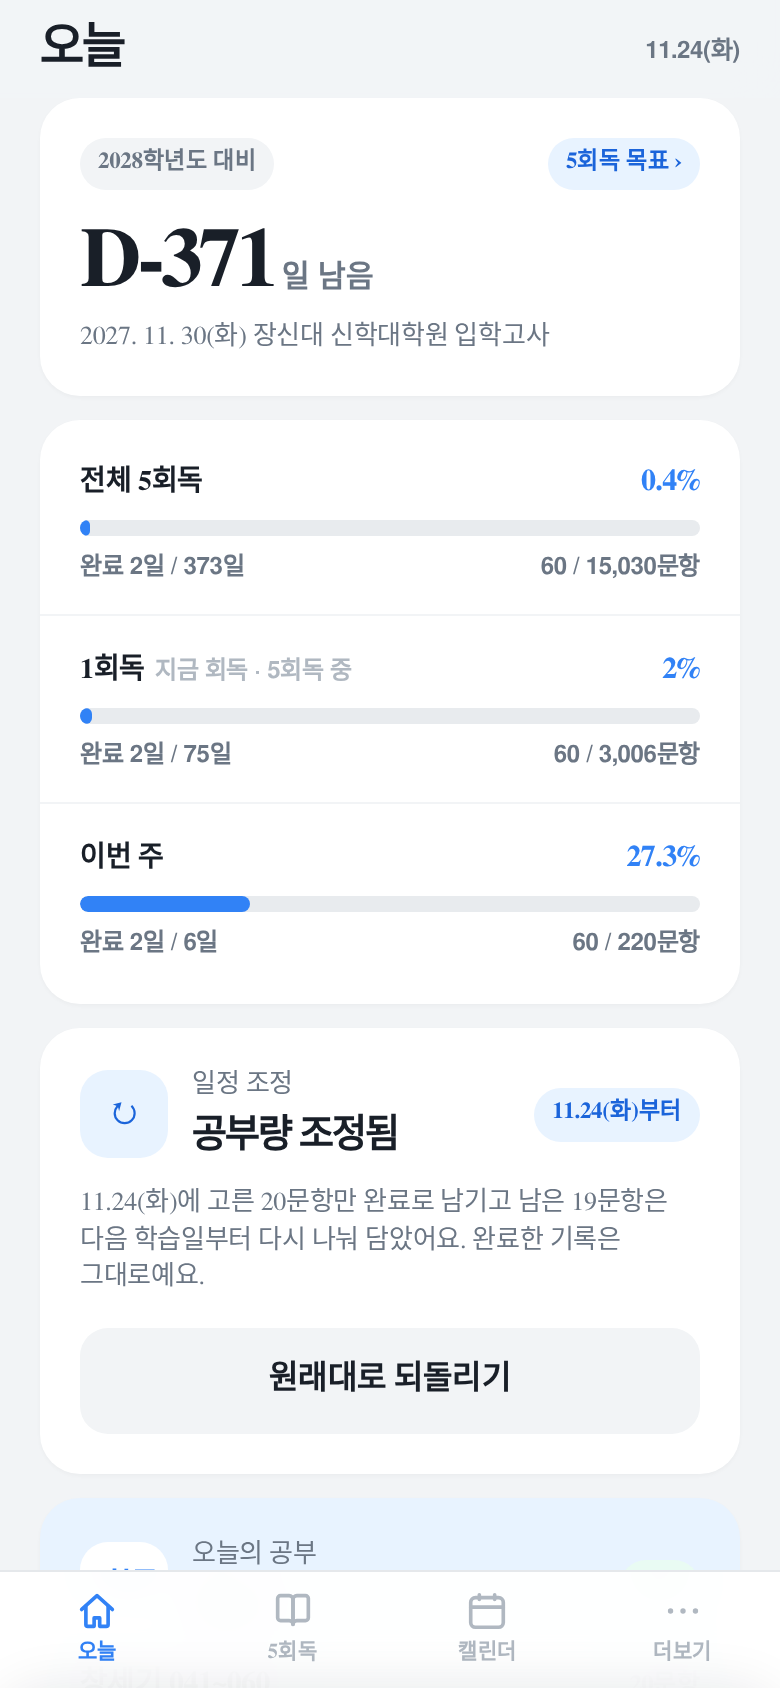 오늘
11.24(화)
2028학년도 대비
5회독 목표 ›
D-371일 남음
2027. 11. 30(화) 장신대 신학대학원 입학고사
전체 5회독
0.4%
완료 2일 / 373일
60 / 15,030문항
1회독 지금 회독 · 5회독 중
2%
완료 2일 / 75일
60 / 3,006문항
이번 주
27.3%
완료 2일 / 6일
60 / 220문항
일정 조정
공부량 조정됨
11.24(화)부터
11.24(화)에 고른 20문항만 완료로 남기고 남은 19문항은
다음 학습일부터 다시 나눠 담았어요. 완료한 기록은
그대로예요.
원래대로 되돌리기
오늘의 공부
오늘
5회독
캘린더
더보기